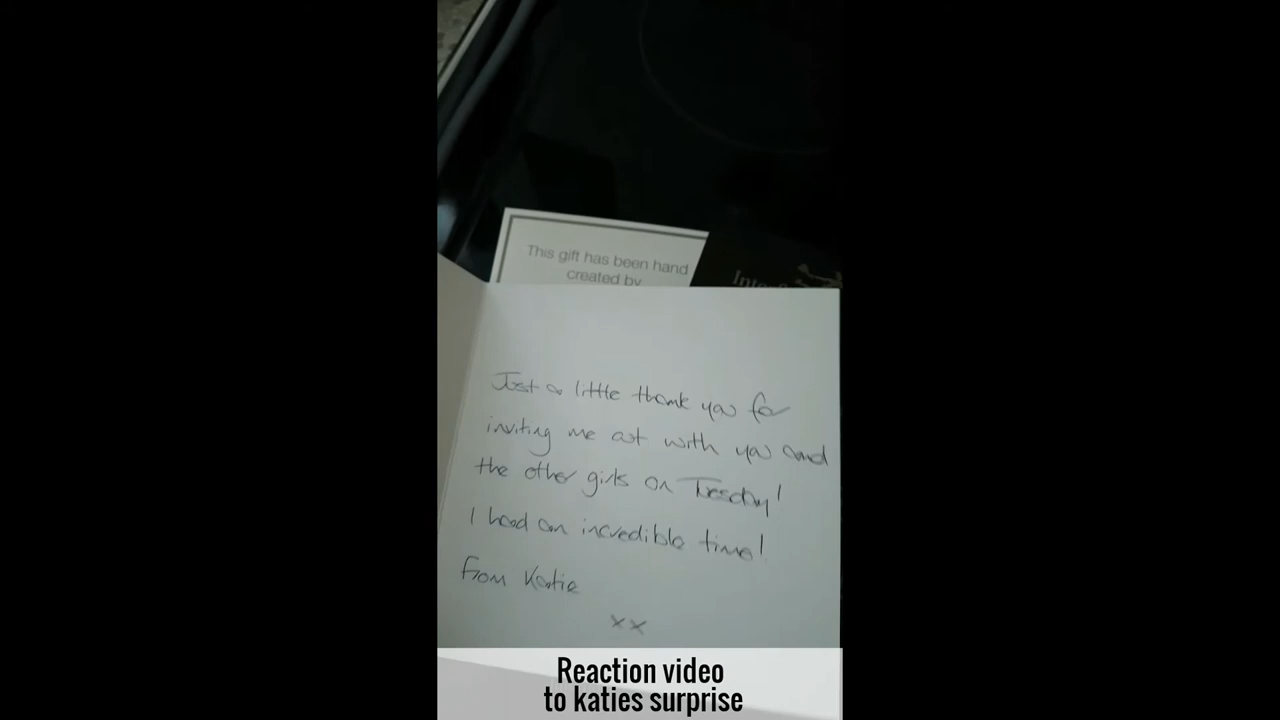 This gift has been hand
created by
Just a little thank you for
inviting me out with you and
the other girls on Tuesday!
I had an incredible time!
From Katie
xx
Reaction video
to katies surprise